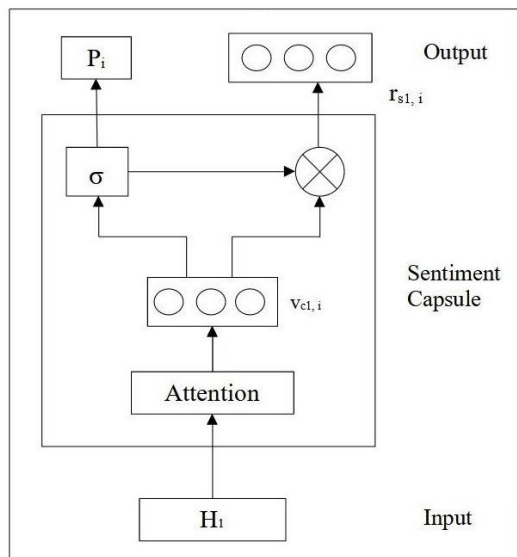 Pi
Output
rs1, i
σ
Sentiment
Capsule
vc1, i
Attention
H1
Input